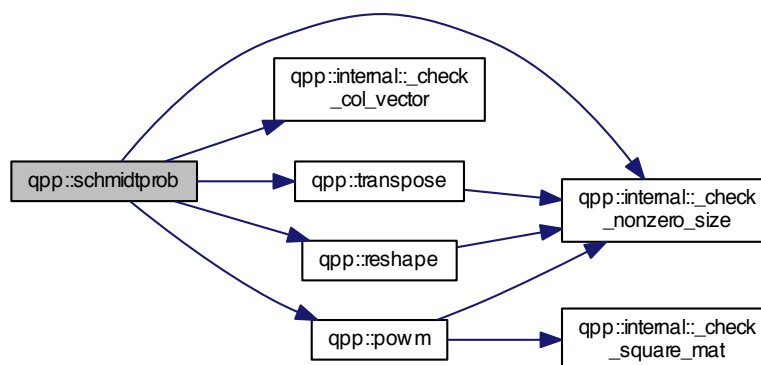 qpp::internal::_check
_col_vector
qpp::schmidtprob
qpp::transpose
qpp::internal::_check
_nonzero_size
qpp::reshape
qpp::powm
qpp::internal::_check
_square_mat